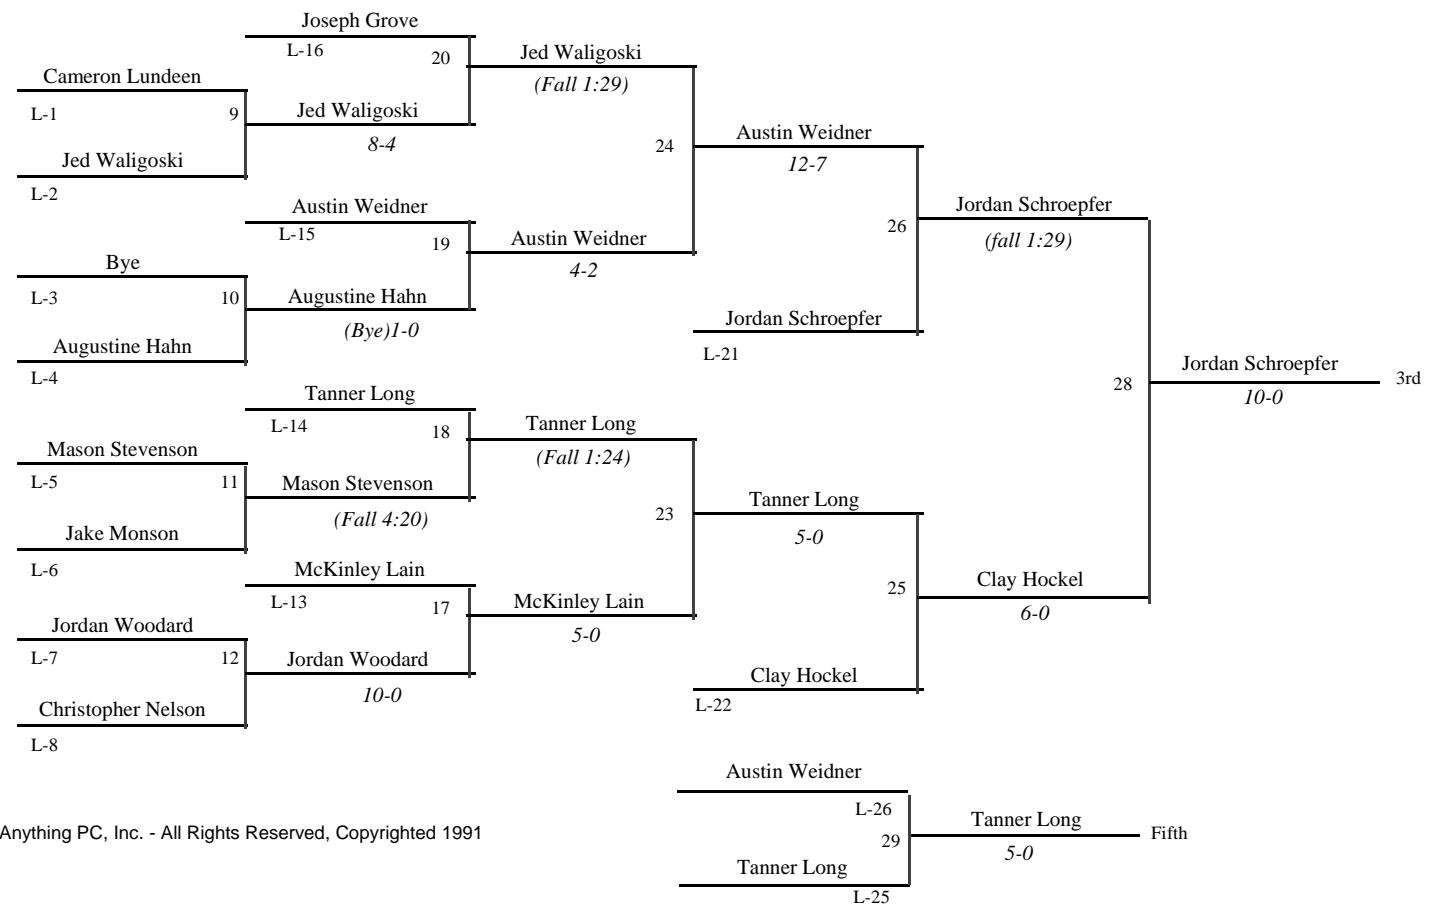 Joseph Grove
L-16
20
Jed Waligoski
(Fall 1:29)
Cameron Lundeen
L-1
9
Jed Waligoski
8-4
Jed Waligoski
L-2
24
Austin Weidner
12-7
Austin Weidner
L-15
19
Austin Weidner
4-2
Bye
L-3
10
Augustine Hahn
(Bye)1-0
Augustine Hahn
L-4
26
Jordan Schroepfer
(fall 1:29)
Jordan Schroepfer
L-21
Tanner Long
L-14
18
Tanner Long
(Fall 1:24)
Mason Stevenson
L-5
11
Mason Stevenson
(Fall 4:20)
Jake Monson
L-6
23
Tanner Long
5-0
28
Jordan Schroepfer
10-0
3rd
McKinley Lain
L-13
17
McKinley Lain
5-0
Jordan Woodard
L-7
12
Jordan Woodard
10-0
Christopher Nelson
L-8
25
Clay Hockel
6-0
Clay Hockel
L-22
Austin Weidner
L-26
29
Tanner Long
5-0
Fifth
Tanner Long
L-25
Anything PC, Inc. - All Rights Reserved, Copyrighted 1991